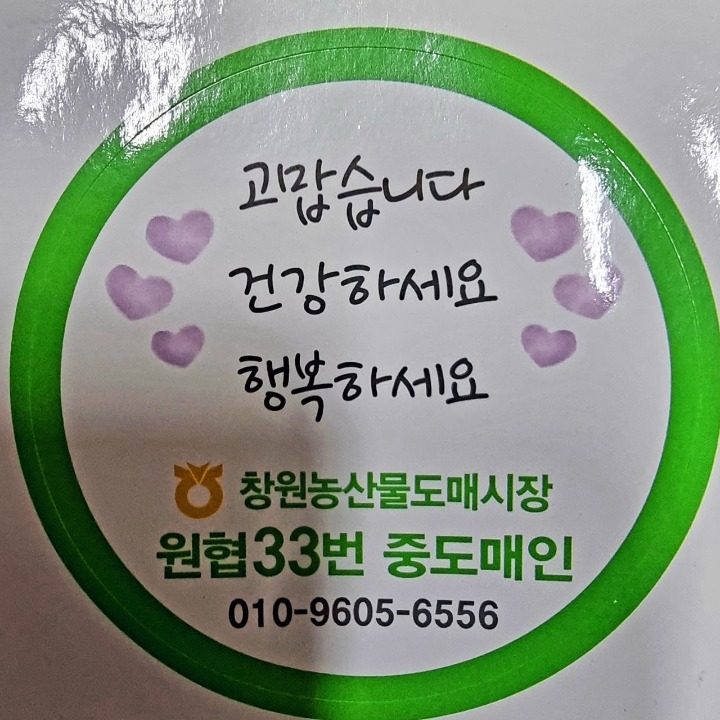 고맙습니다
건강하세요
행복하세요
창원농산물도매시장
원협33번 중도매인
010-9605-6556